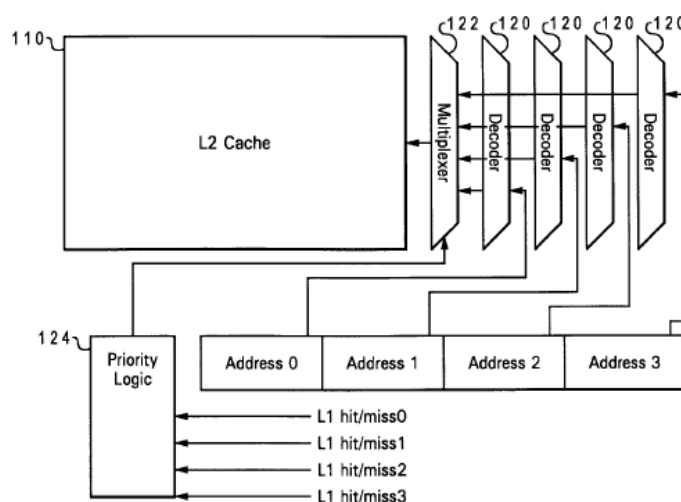 122 120 120 120 120
110
L2 Cache
Multiplexer
Decoder
Decoder
Decoder
Decoder
124
Priority
Logic
Address 0 Address 1 Address 2 Address 3
L1 hit/miss0
L1 hit/miss1
L1 hit/miss2
L1 hit/miss3